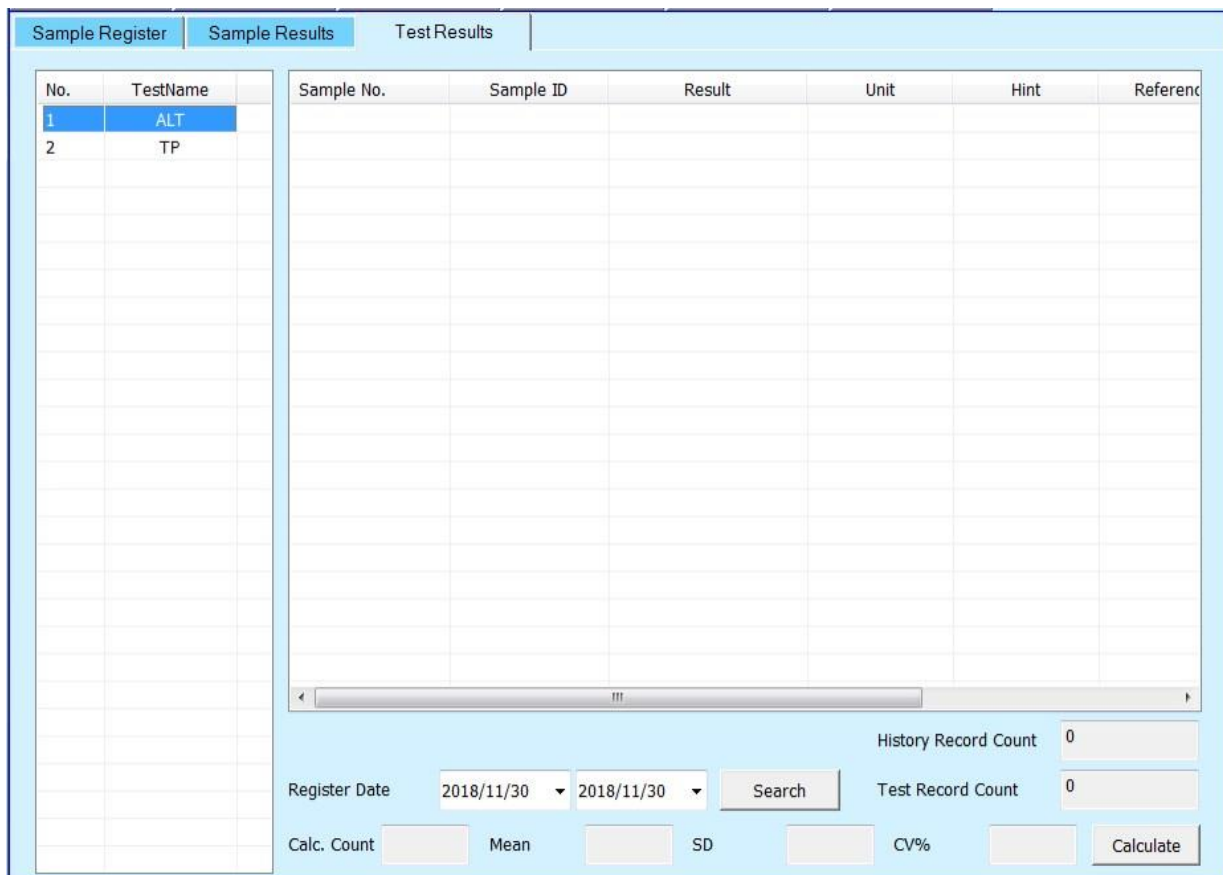 Sample Register Sample Results Test Results
No. TestName Sample No. Sample ID Result Unit Hint Referenc
1 ALT
2 TP
History Record Count 0
Register Date 2018/11/30 2018/11/30 Search Test Record Count 0
Calc. Count Mean SD CV% Calculate